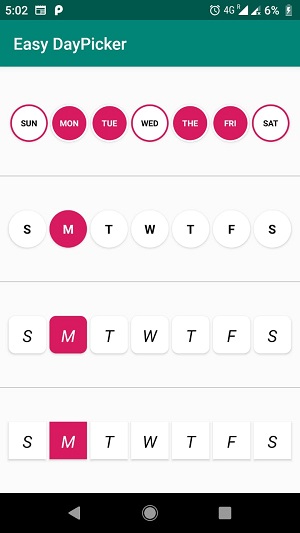 5:02 4G R 6%
Easy DayPicker
SUN MON TUE WED THE FRI SAT
S M T W T F S
S M T W T F S
S M T W T F S